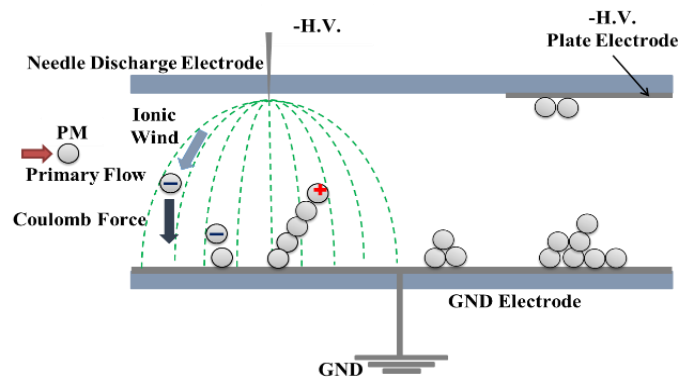 -H.V.
-H.V.
Plate Electrode
Needle Discharge Electrode
Ionic
Wind
PM
Primary Flow
−
Coulomb Force
+
−
GND Electrode
GND